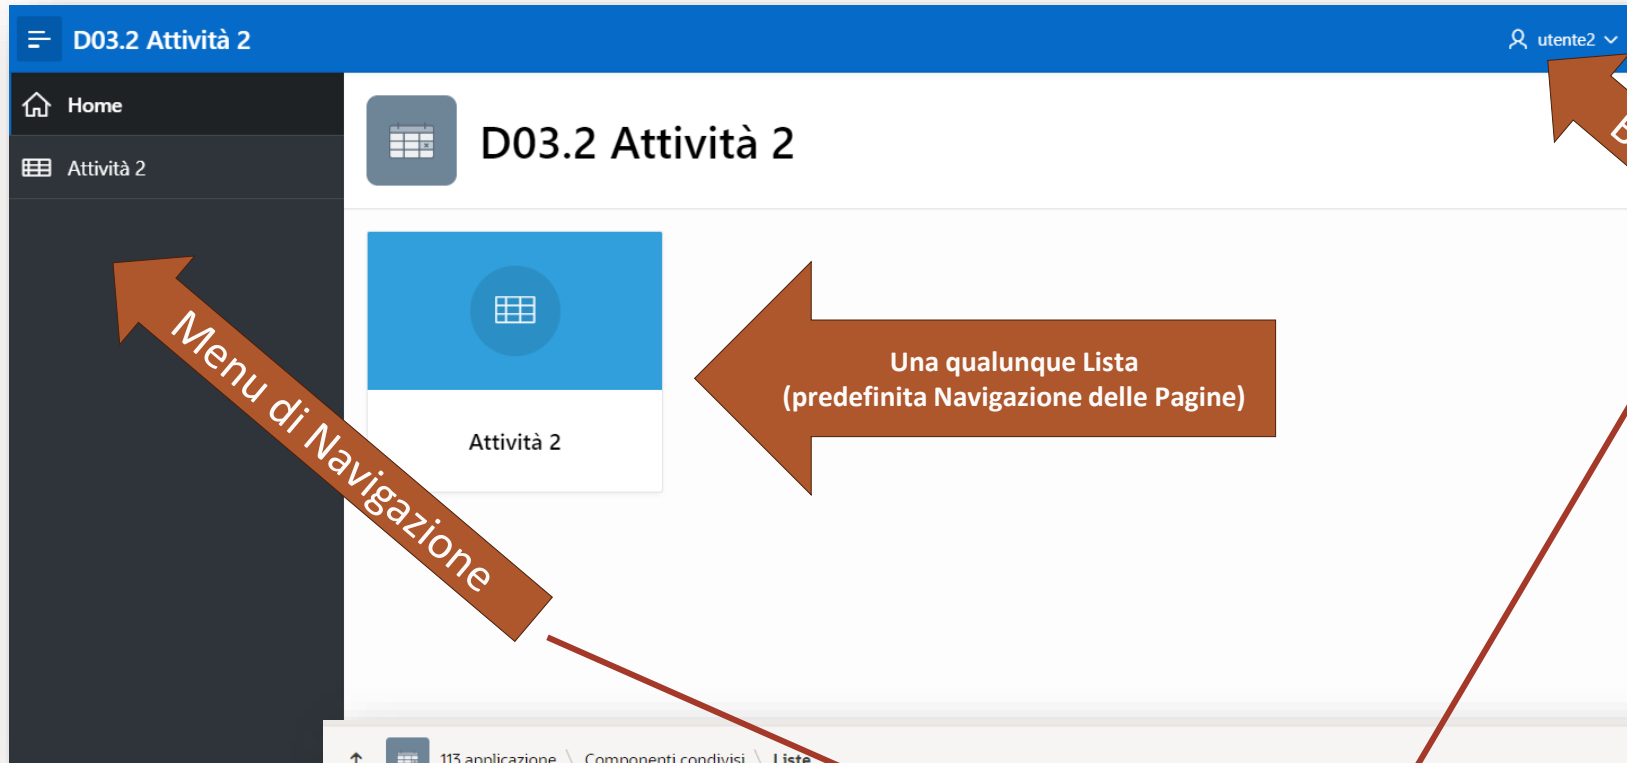 D03.2 Attività 2
utente2
Home
Attività 2
D03.2 Attività 2
Una qualunque Lista
(predefinita Navigazione delle Pagine)
Attività 2
Menu di Navigazione
113 applicazione \ Componenti condivisi \ Liste